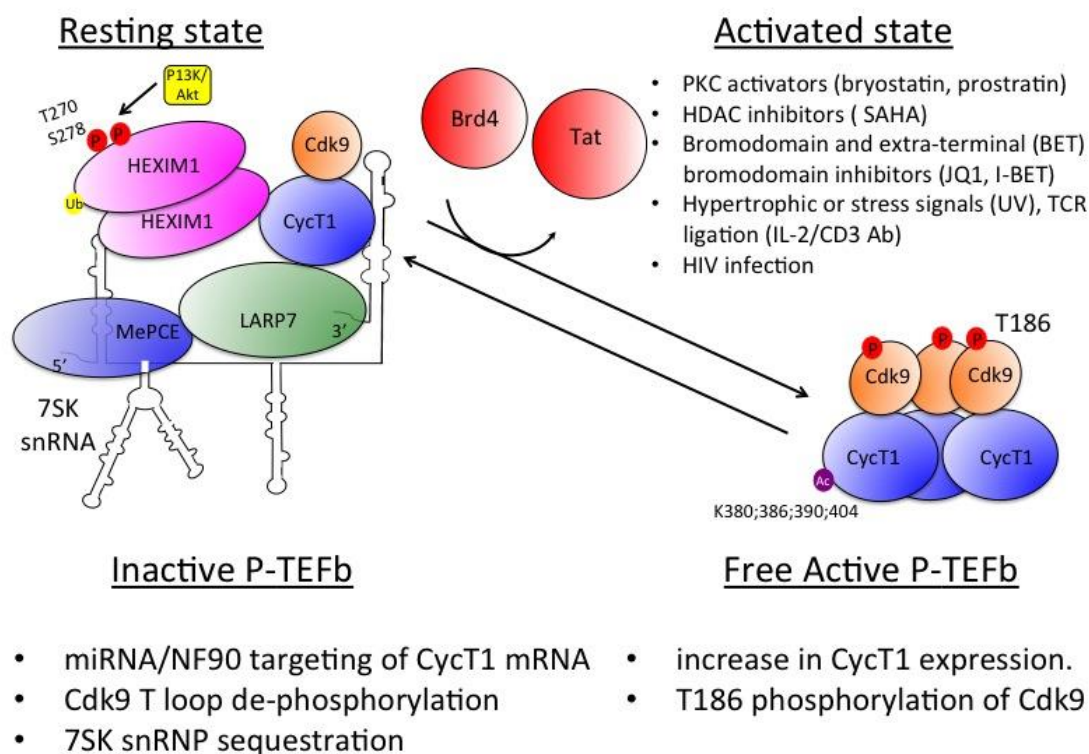 Resting state
Activated state
P13K/
Akt
T270
S278
P
P
HEXIM1
Ub
HEXIM1
Cdk9
CycT1
MePCE
LARP7
5’
3’
7SK
snRNA
Brd4
Tat
• PKC activators (bryostatin, prostratin)
• HDAC inhibitors ( SAHA)
• Bromodomain and extra-terminal (BET)
bromodomain inhibitors (JQ1, I-BET)
• Hypertrophic or stress signals (UV), TCR
ligation (IL-2/CD3 Ab)
• HIV infection
T186
P
P
P
Cdk9
Cdk9
CycT1
CycT1
Ac
K380;386;390;404
Inactive P-TEFb
Free Active P-TEFb
• miRNA/NF90 targeting of CycT1 mRNA
• Cdk9 T loop de-phosphorylation
• 7SK snRNP sequestration
• increase in CycT1 expression.
• T186 phosphorylation of Cdk9